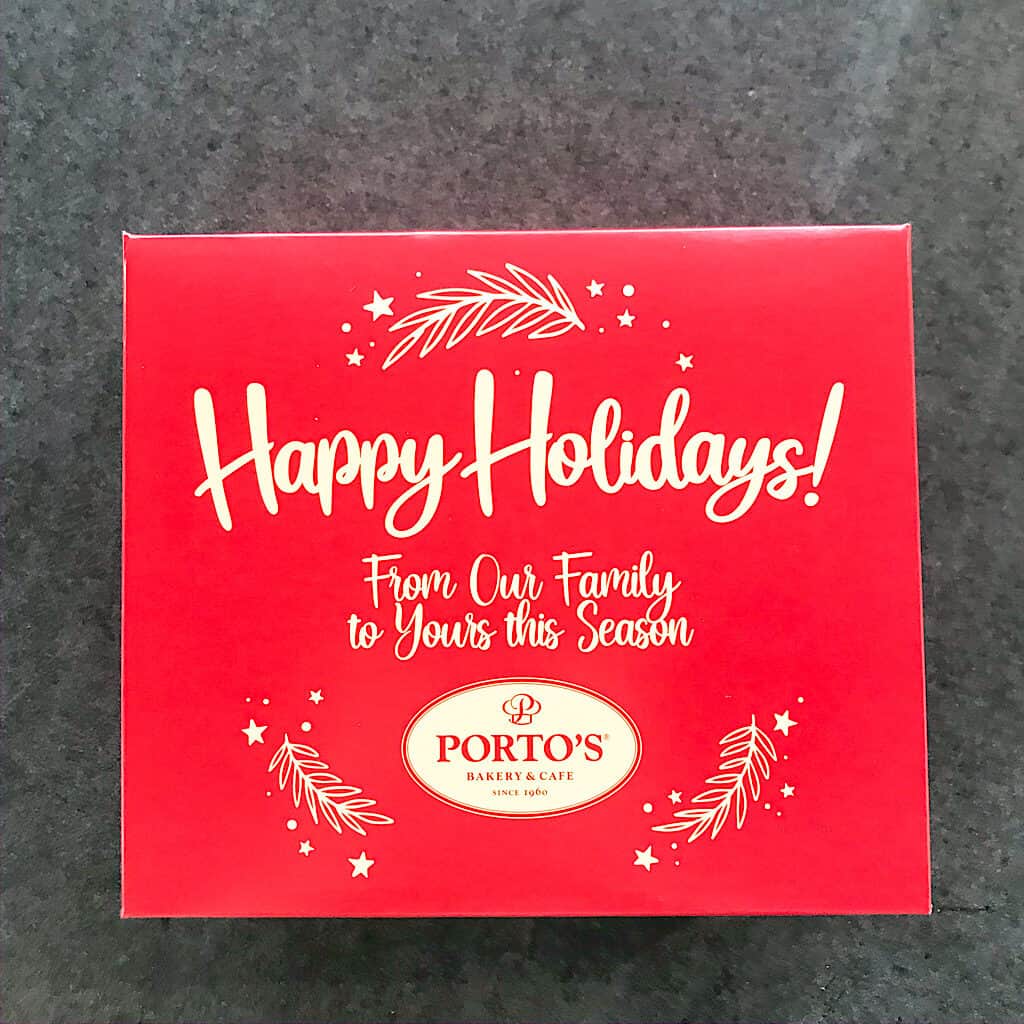 Happy Holidays!
From Our Family
to Yours this Season
P
PORTO'S®
BAKERY & CAFE
SINCE 1960